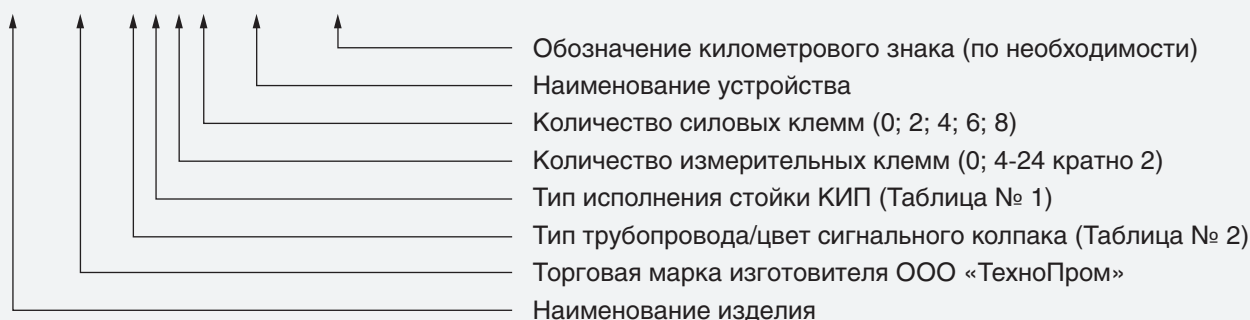 Обозначение километрового знака (по необходимости)
Наименование устройства
Количество силовых клемм (0; 2; 4; 6; 8)
Количество измерительных клемм (0; 4-24 кратно 2)
Тип исполнения стойки КИП (Таблица № 1)
Тип трубопровода/цвет сигнального колпака (Таблица № 2)
Торговая марка изготовителя ООО «ТехноПром»
Наименование изделия